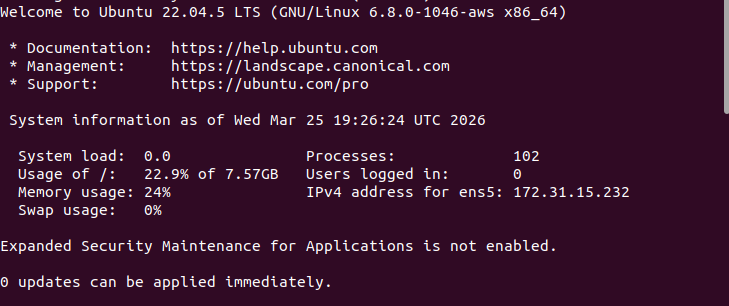 Welcome to Ubuntu 22.04.5 LTS (GNU/Linux 6.8.0-1046-aws x86_64)
* Documentation: https://help.ubuntu.com
* Management: https://landscape.canonical.com
* Support: https://ubuntu.com/pro
System information as of Wed Mar 25 19:26:24 UTC 2026
System load: 0.0 Processes: 102
Usage of /: 22.9% of 7.57GB Users logged in: 0
Memory usage: 24% IPv4 address for ens5: 172.31.15.232
Swap usage: 0%
Expanded Security Maintenance for Applications is not enabled.
0 updates can be applied immediately.